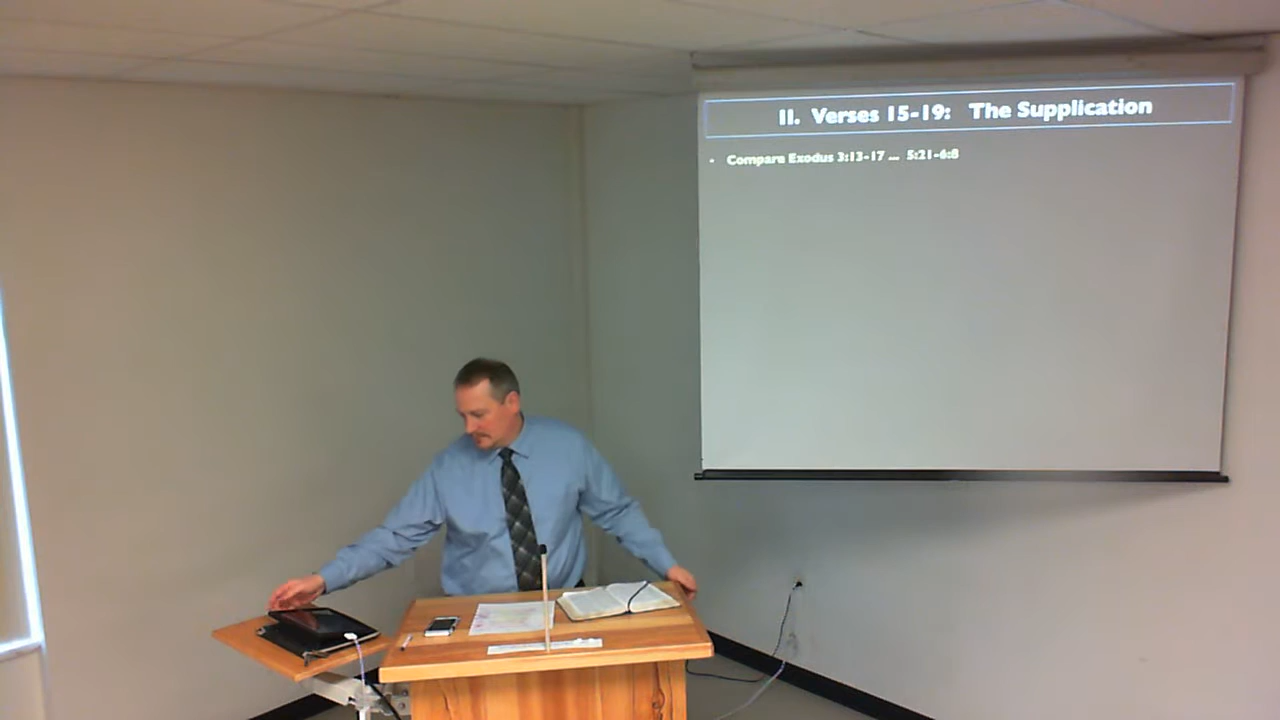 II. Verses 15-19: The Supplication
• Compare Exodus 3:13-17 ... 5:21-6:8